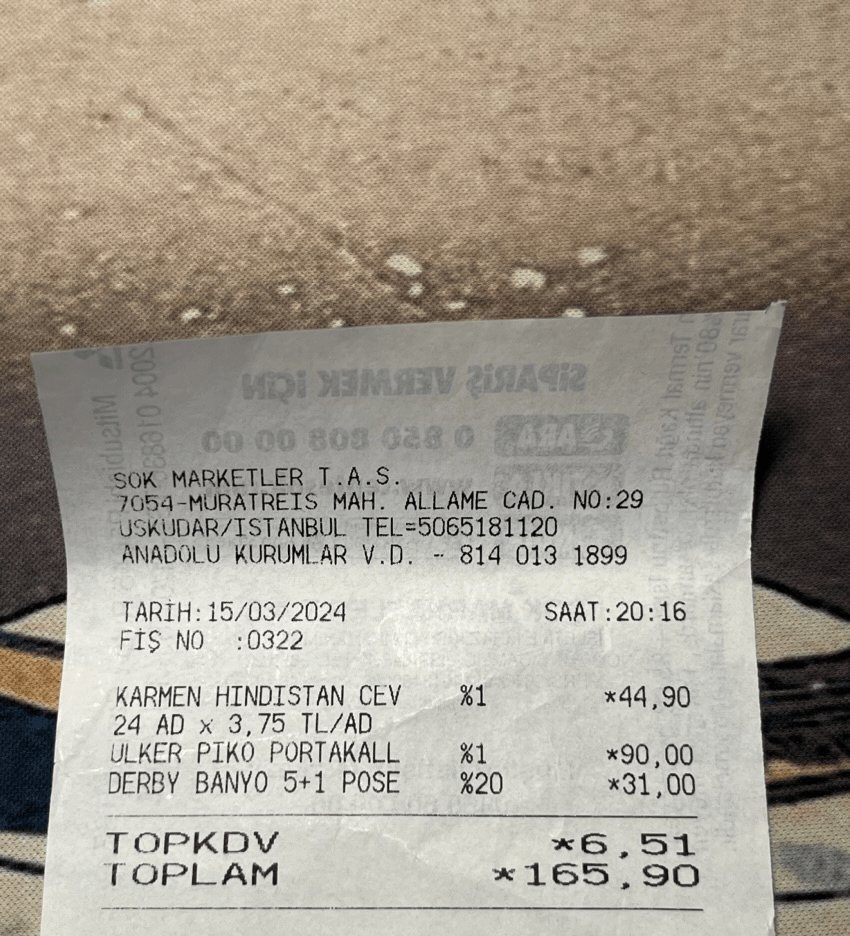 SİPARİŞ VERMEK İÇİN
ARA 0 850 808 00 00
SOK MARKETLER T.A.S.
7054-MURATREIS MAH. ALLAME CAD. NO:29
USKUDAR/ISTANBUL TEL=5065181120
ANADOLU KURUMLAR V.D. - 814 013 1899
TARİH:15/03/2024 SAAT:20:16
FİŞ NO :0322
KARMEN HINDISTAN CEV %1 *44,90
24 AD x 3,75 TL/AD
ULKER PIKO PORTAKALL %1 *90,00
DERBY BANYO 5+1 POSE %20 *31,00
TOPKDV *6,51
TOPLAM *165,90